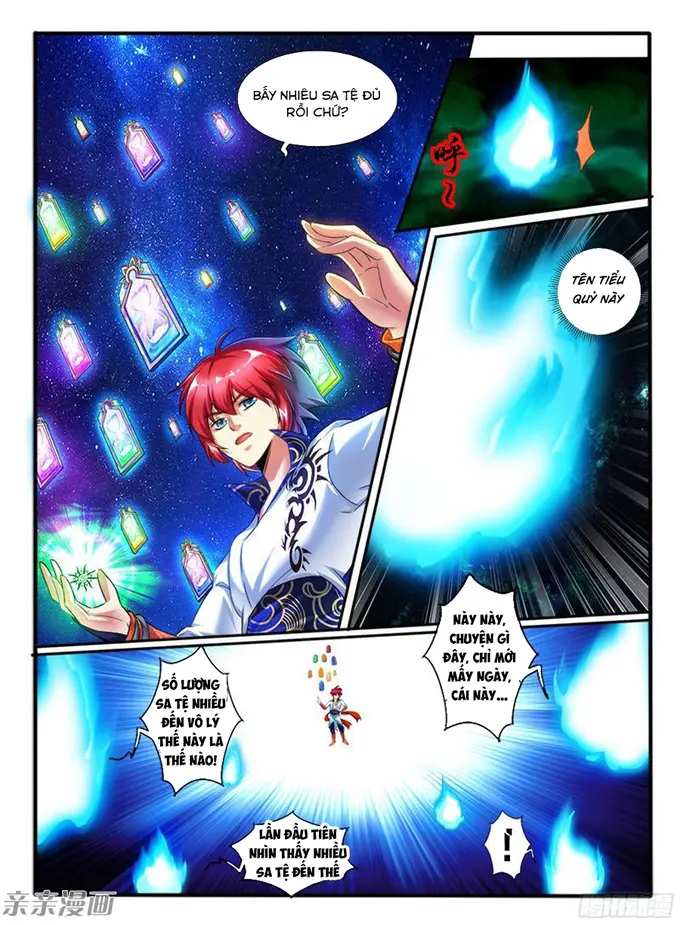 BẤY NHIÊU SA TỆ ĐỦ
RỒI CHỨ?
呼~
TÊN TIỂU
QUỶ NÀY
NÀY NÀY,
CHUYỆN GÌ
ĐÂY, CHỈ MỚI
MẤY NGÀY,
CÁI NÀY...
SỐ LƯỢNG
SA TỆ NHIỀU
ĐẾN VÔ LÝ
THẾ NÀY LÀ
THẾ NÀO!
LẦN ĐẦU TIÊN
NHÌN THẤY NHIỀU
SA TỆ ĐẾN THẾ
!
亲亲漫画